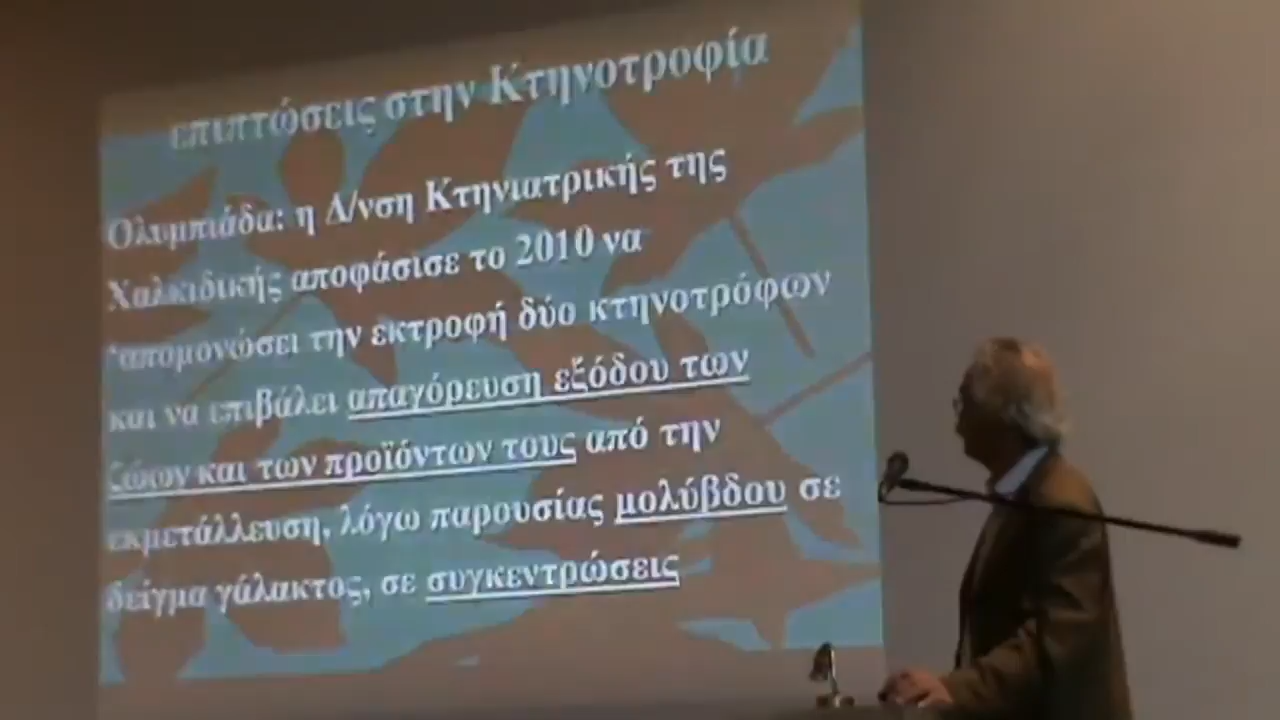 επιπτώσεις στην Κτηνοτροφία
Ολυμπιάδα: η Δ/νση Κτηνιατρικής της
Χαλκιδικής αποφάσισε το 2010 να
“απομονώσει την εκτροφή δύο κτηνοτρόφων
και να επιβάλει απαγόρευση εξόδου των
ζώων και των προϊόντων τους από την
εκμετάλλευση, λόγω παρουσίας μολύβδου σε
δείγμα γάλακτος, σε συγκεντρώσεις